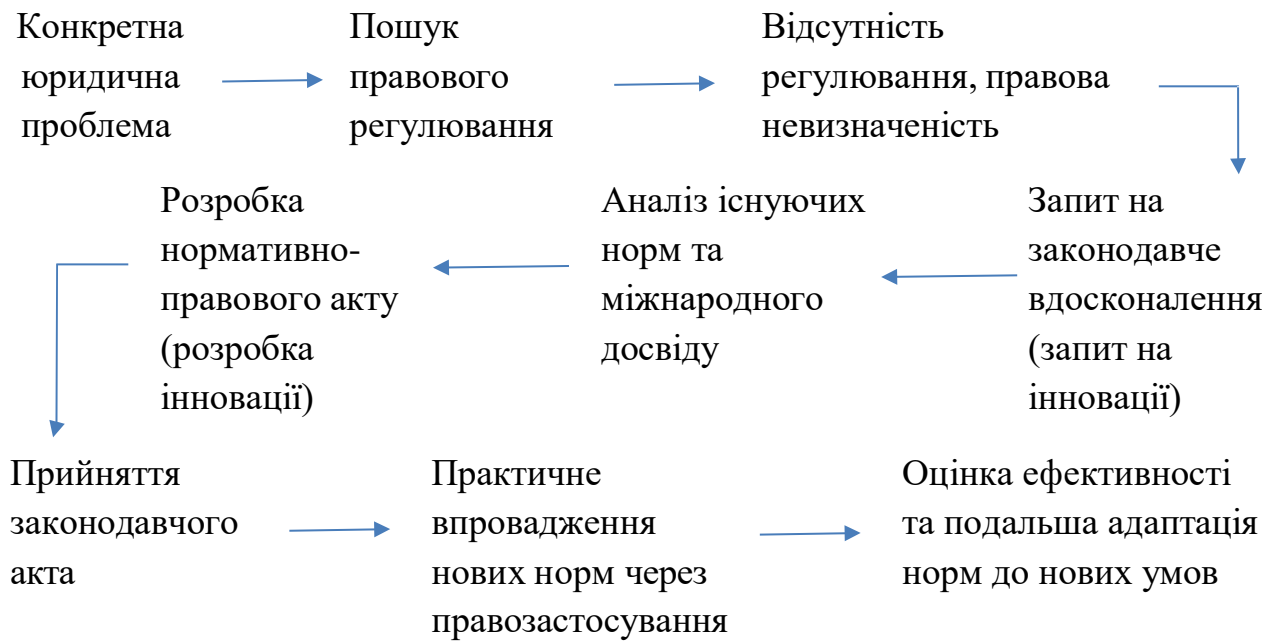 Конкретна
юридична
проблема
Пошук
правового
регулювання
Відсутність
регулювання, правова
невизначеність
Запит на
законодавче
вдосконалення
(запит на
інновації)
Аналіз існуючих
норм та
міжнародного
досвіду
Розробка
нормативно-
правового акту
(розробка
інновації)
Прийняття
законодавчого
акта
Практичне
впровадження
нових норм через
правозастосування
Оцінка ефективності
та подальша адаптація
норм до нових умов